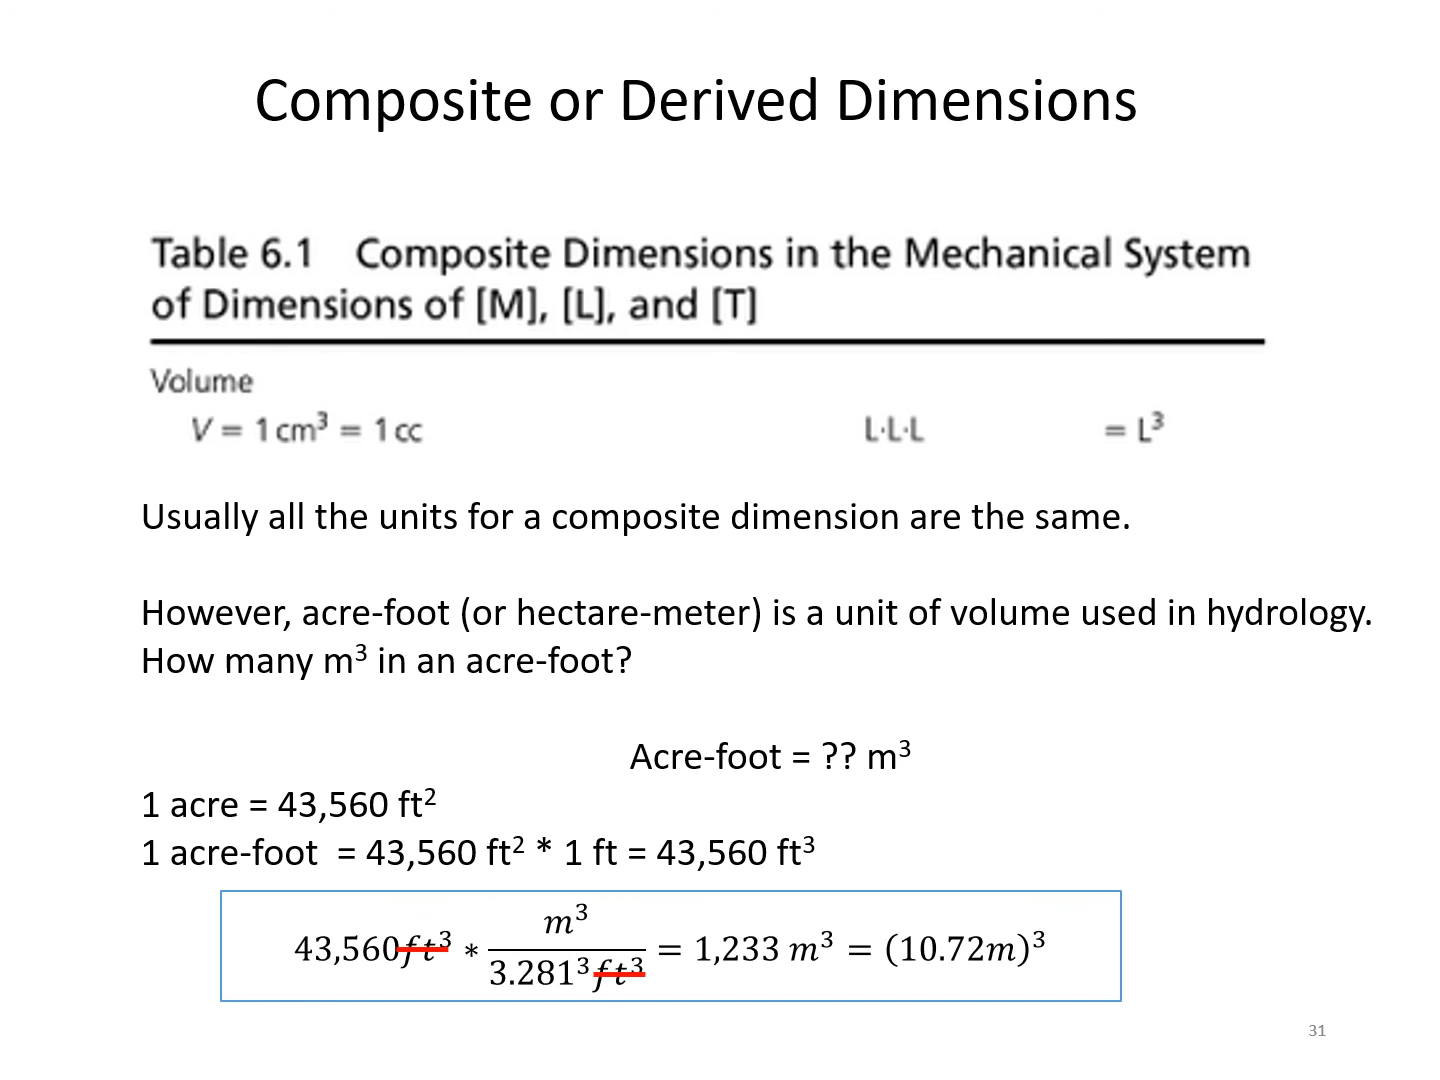 Composite or Derived Dimensions
Table 6.1 Composite Dimensions in the Mechanical System
of Dimensions of [M], [L], and [T]
Volume
V = 1 cm³ = 1 cc L·L·L = L³
Usually all the units for a composite dimension are the same.
However, acre-foot (or hectare-meter) is a unit of volume used in hydrology.
How many m³ in an acre-foot?
Acre-foot = ?? m³
1 acre = 43,560 ft²
1 acre-foot = 43,560 ft² * 1 ft = 43,560 ft³
43,560ft³ * m³ / 3.281³ft³ = 1,233 m³ = (10.72m)³
31